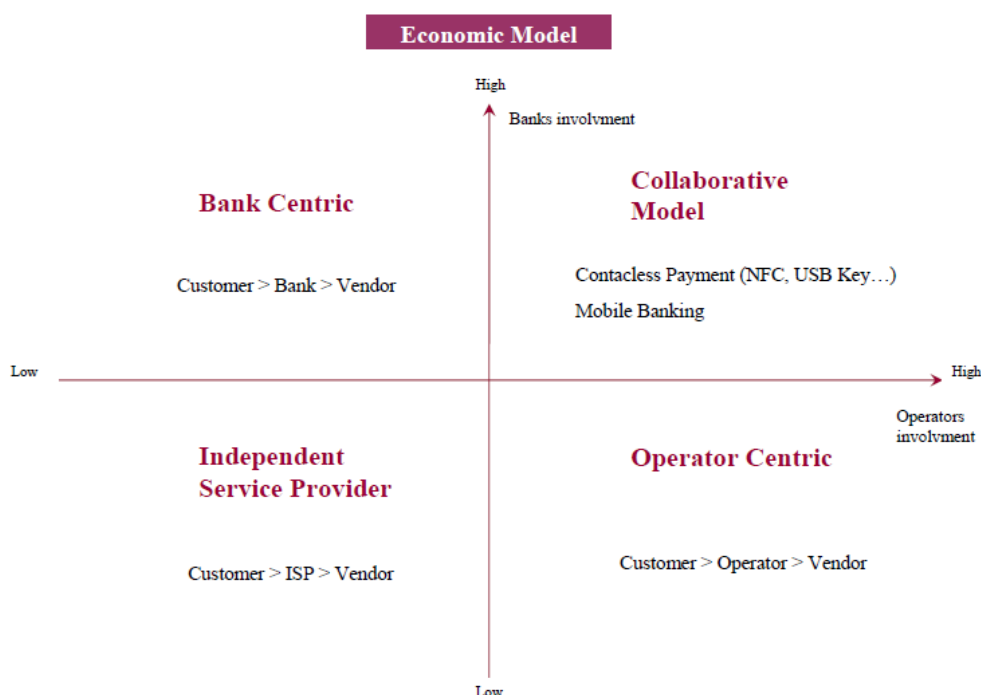 Economic Model
High
Banks involvment
Bank Centric
Collaborative
Model
Customer > Bank > Vendor
Contacless Payment (NFC, USB Key…)
Mobile Banking
Low
High
Operators
involvment
Independent
Service Provider
Operator Centric
Customer > ISP > Vendor
Customer > Operator > Vendor
Low